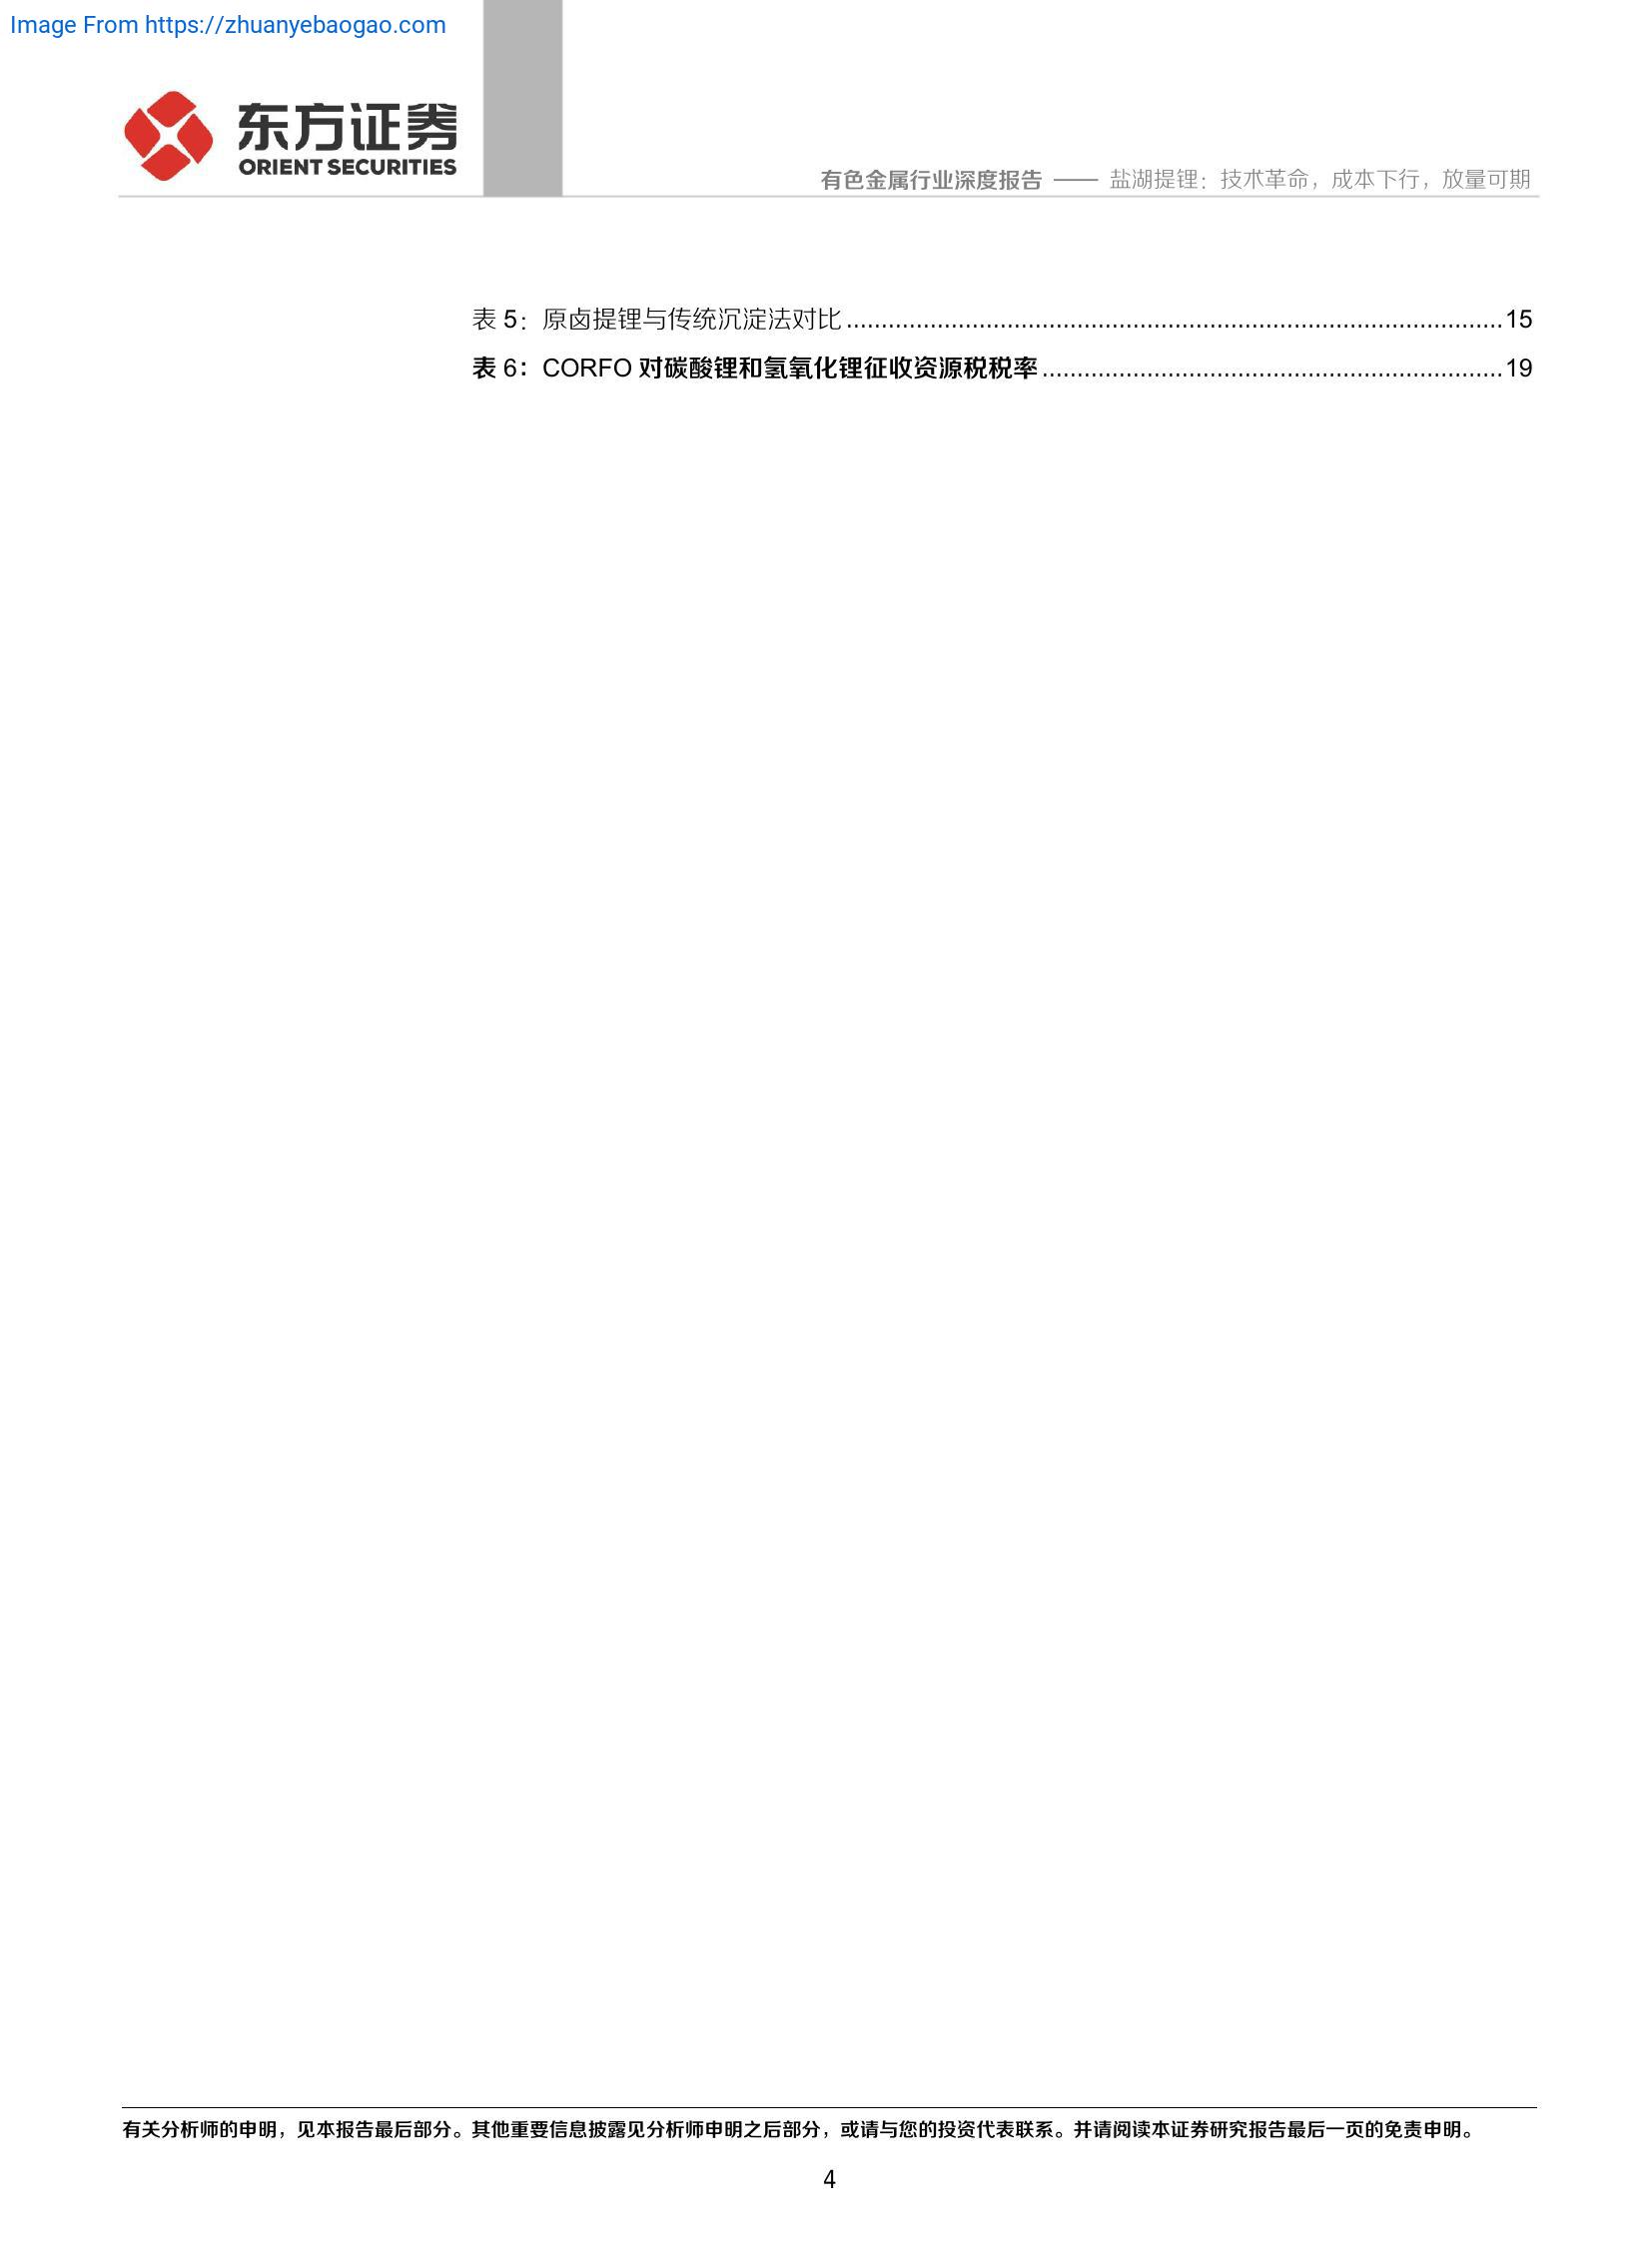 Image From https://zhuanyebaogao.com
东方证券
ORIENT SECURITIES
有色金属行业深度报告 —— 盐湖提锂：技术革命，成本下行，放量可期
表 5：原卤提锂与传统沉淀法对比....................................................................................15
表 6：CORFO 对碳酸锂和氢氧化锂征收资源税税率..........................................................19
有关分析师的申明，见本报告最后部分。其他重要信息披露见分析师申明之后部分，或请与您的投资代表联系。并请阅读本证券研究报告最后一页的免责申明。
4